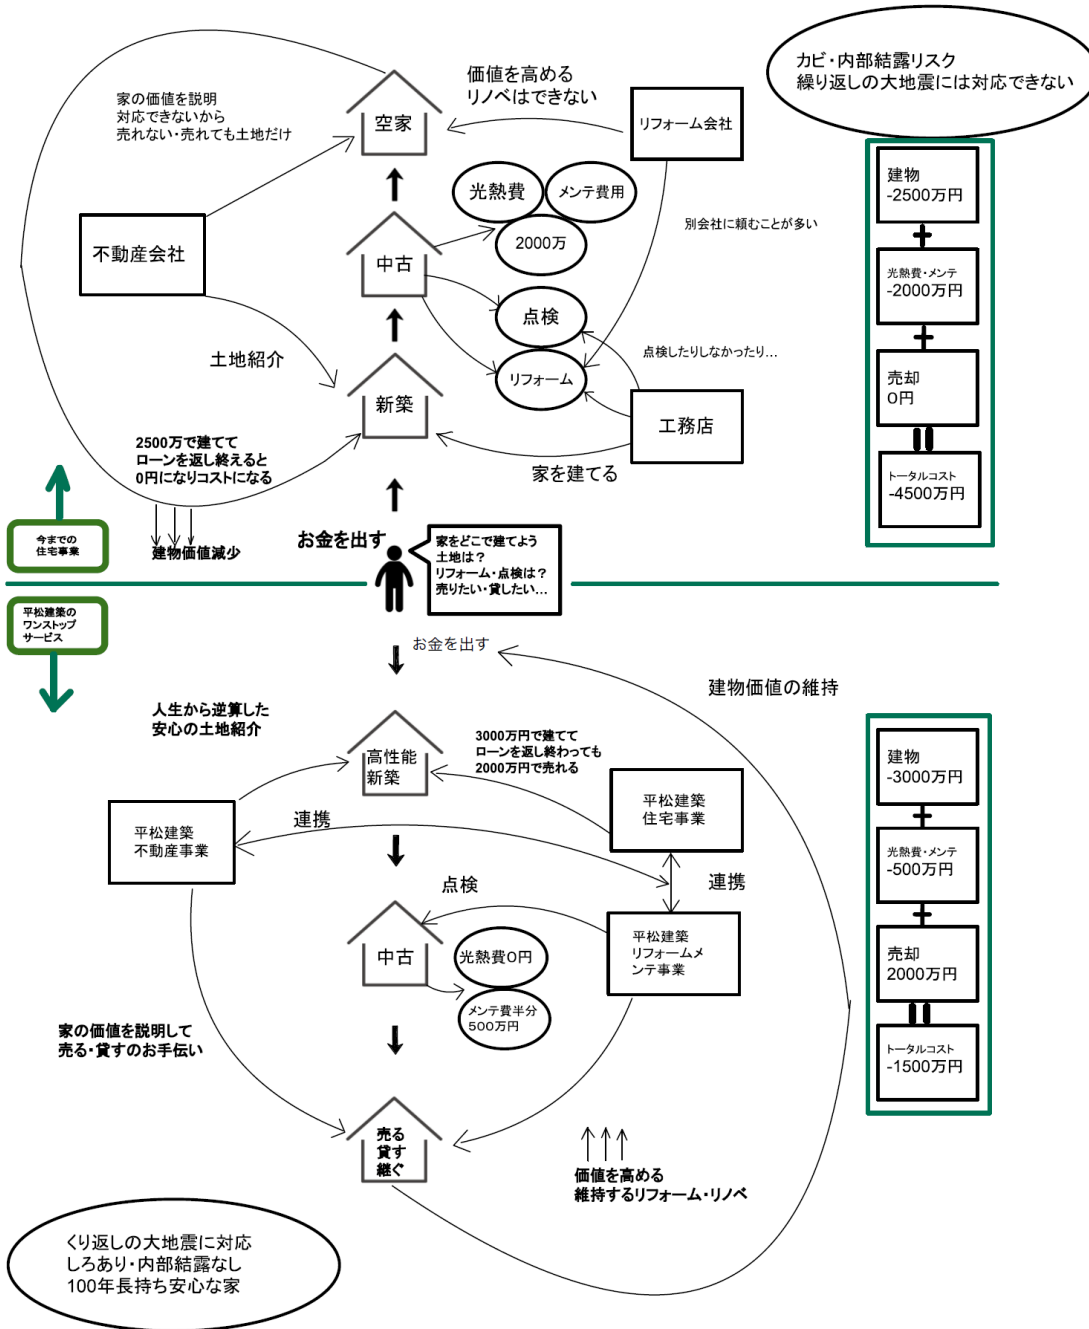 カビ・内部結露リスク
繰り返しの大地震には対応できない
価値を高める
リノベはできない
家の価値を説明
対応できないから
売れない・売れても土地だけ
空家
リフォーム会社
建物
-2500万円
光熱費
メンテ費用
2000万
別会社に頼むことが多い
不動産会社
中古
光熱費・メンテ
-2000万円
点検
土地紹介
点検したりしなかったり…
リフォーム
売却
0円
新築
工務店
2500万で建てて
ローンを返し終えると
0円になりコストになる
家を建てる
トータルコスト
-4500万円
今までの
住宅事業
建物価値減少
お金を出す
家をどこで建てよう
土地は？
リフォーム・点検は？
売りたい・貸したい…
平松建築の
ワンストップ
サービス
お金を出す
建物価値の維持
人生から逆算した
安心の土地紹介
3000万円で建てて
ローンを返し終わっても
2000万円で売れる
高性能
新築
建物
-3000万円
平松建築
住宅事業
平松建築
不動産事業
連携
光熱費・メンテ
-500万円
連携
点検
中古
光熱費0円
平松建築
リフォームメ
ンテ事業
売却
2000万円
メンテ費半分
500万円
家の価値を説明して
売る・貸すのお手伝い
トータルコスト
-1500万円
売る
貸す
継ぐ
価値を高める
維持するリフォーム・リノベ
くり返しの大地震に対応
しろあり・内部結露なし
100年長持ち安心な家